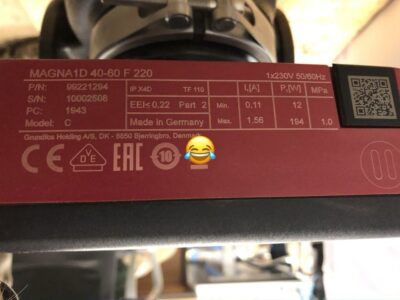 MAGNA1D 40-60 F 220
P/N: 99221294
S/N: 10002508
PC: 1943
Model: C
IP X4D TF 110
EEI≤0,22 Part 2
Made in Germany
1x230V 50/60Hz
I₁[A] P₁[W] MPa
Min. 0.11 12
Max. 1.56 194 1.0
Grundfos Holding A/S, DK - 8850 Bjerringbro, Denmark
CE VDE EAC 10